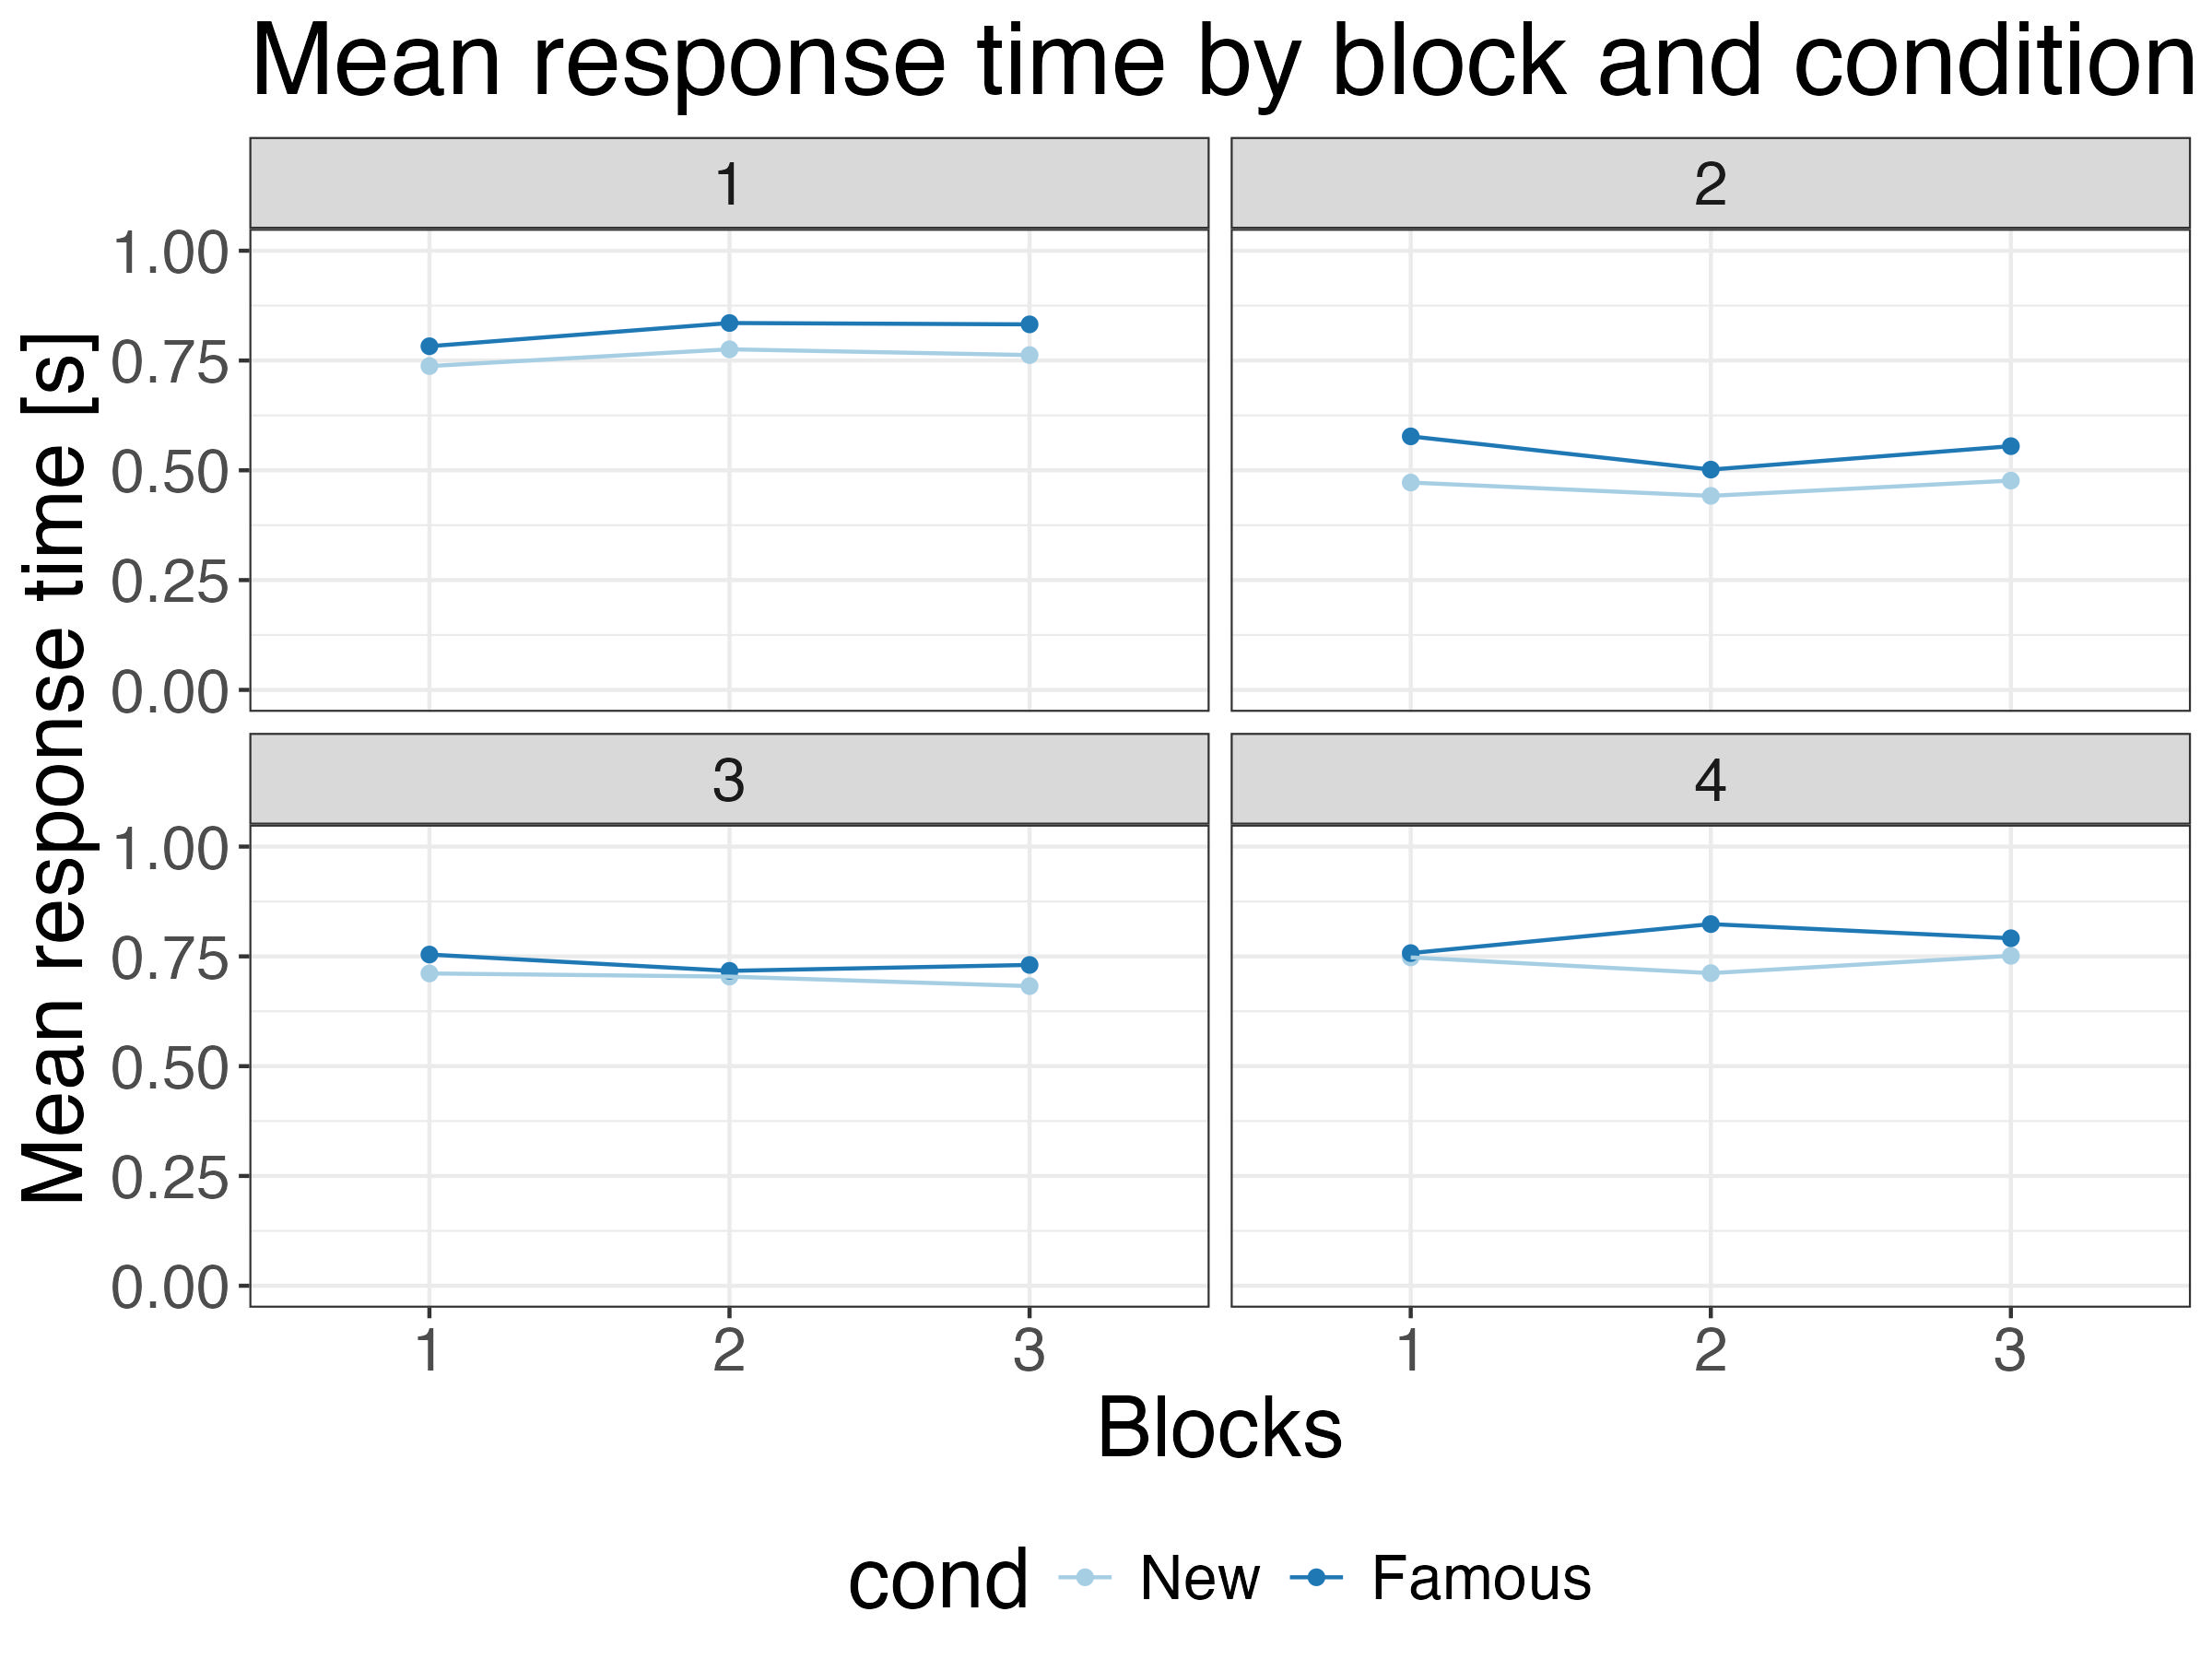 Mean response time by block and condition
1
2
1.00
0.75
0.50
0.25
0.00
3
4
1.00
0.75
0.50
0.25
0.00
Mean response time [s]
1 2 3
1 2 3
Blocks
cond New Famous